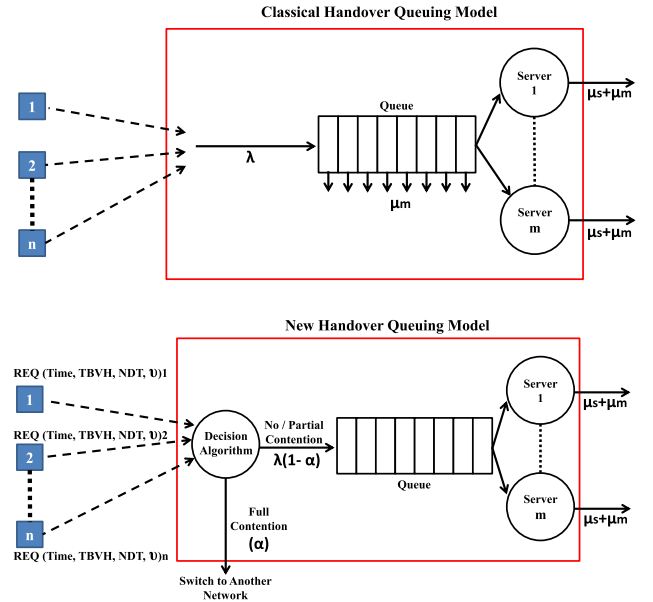 Classical Handover Queuing Model
Server
1
μs+μm
Queue
1
λ
2
μm
n
Server
m
μs+μm
New Handover Queuing Model
REQ (Time, TBVH, NDT, Ʋ)1
1
Server
1
μs+μm
REQ (Time, TBVH, NDT, Ʋ)2
2
Decision
Algorithm
No / Partial
Contention
λ(1- α)
Queue
n
REQ (Time, TBVH, NDT, Ʋ)n
Full
Contention
(α)
Server
m
μs+μm
Switch to Another
Network